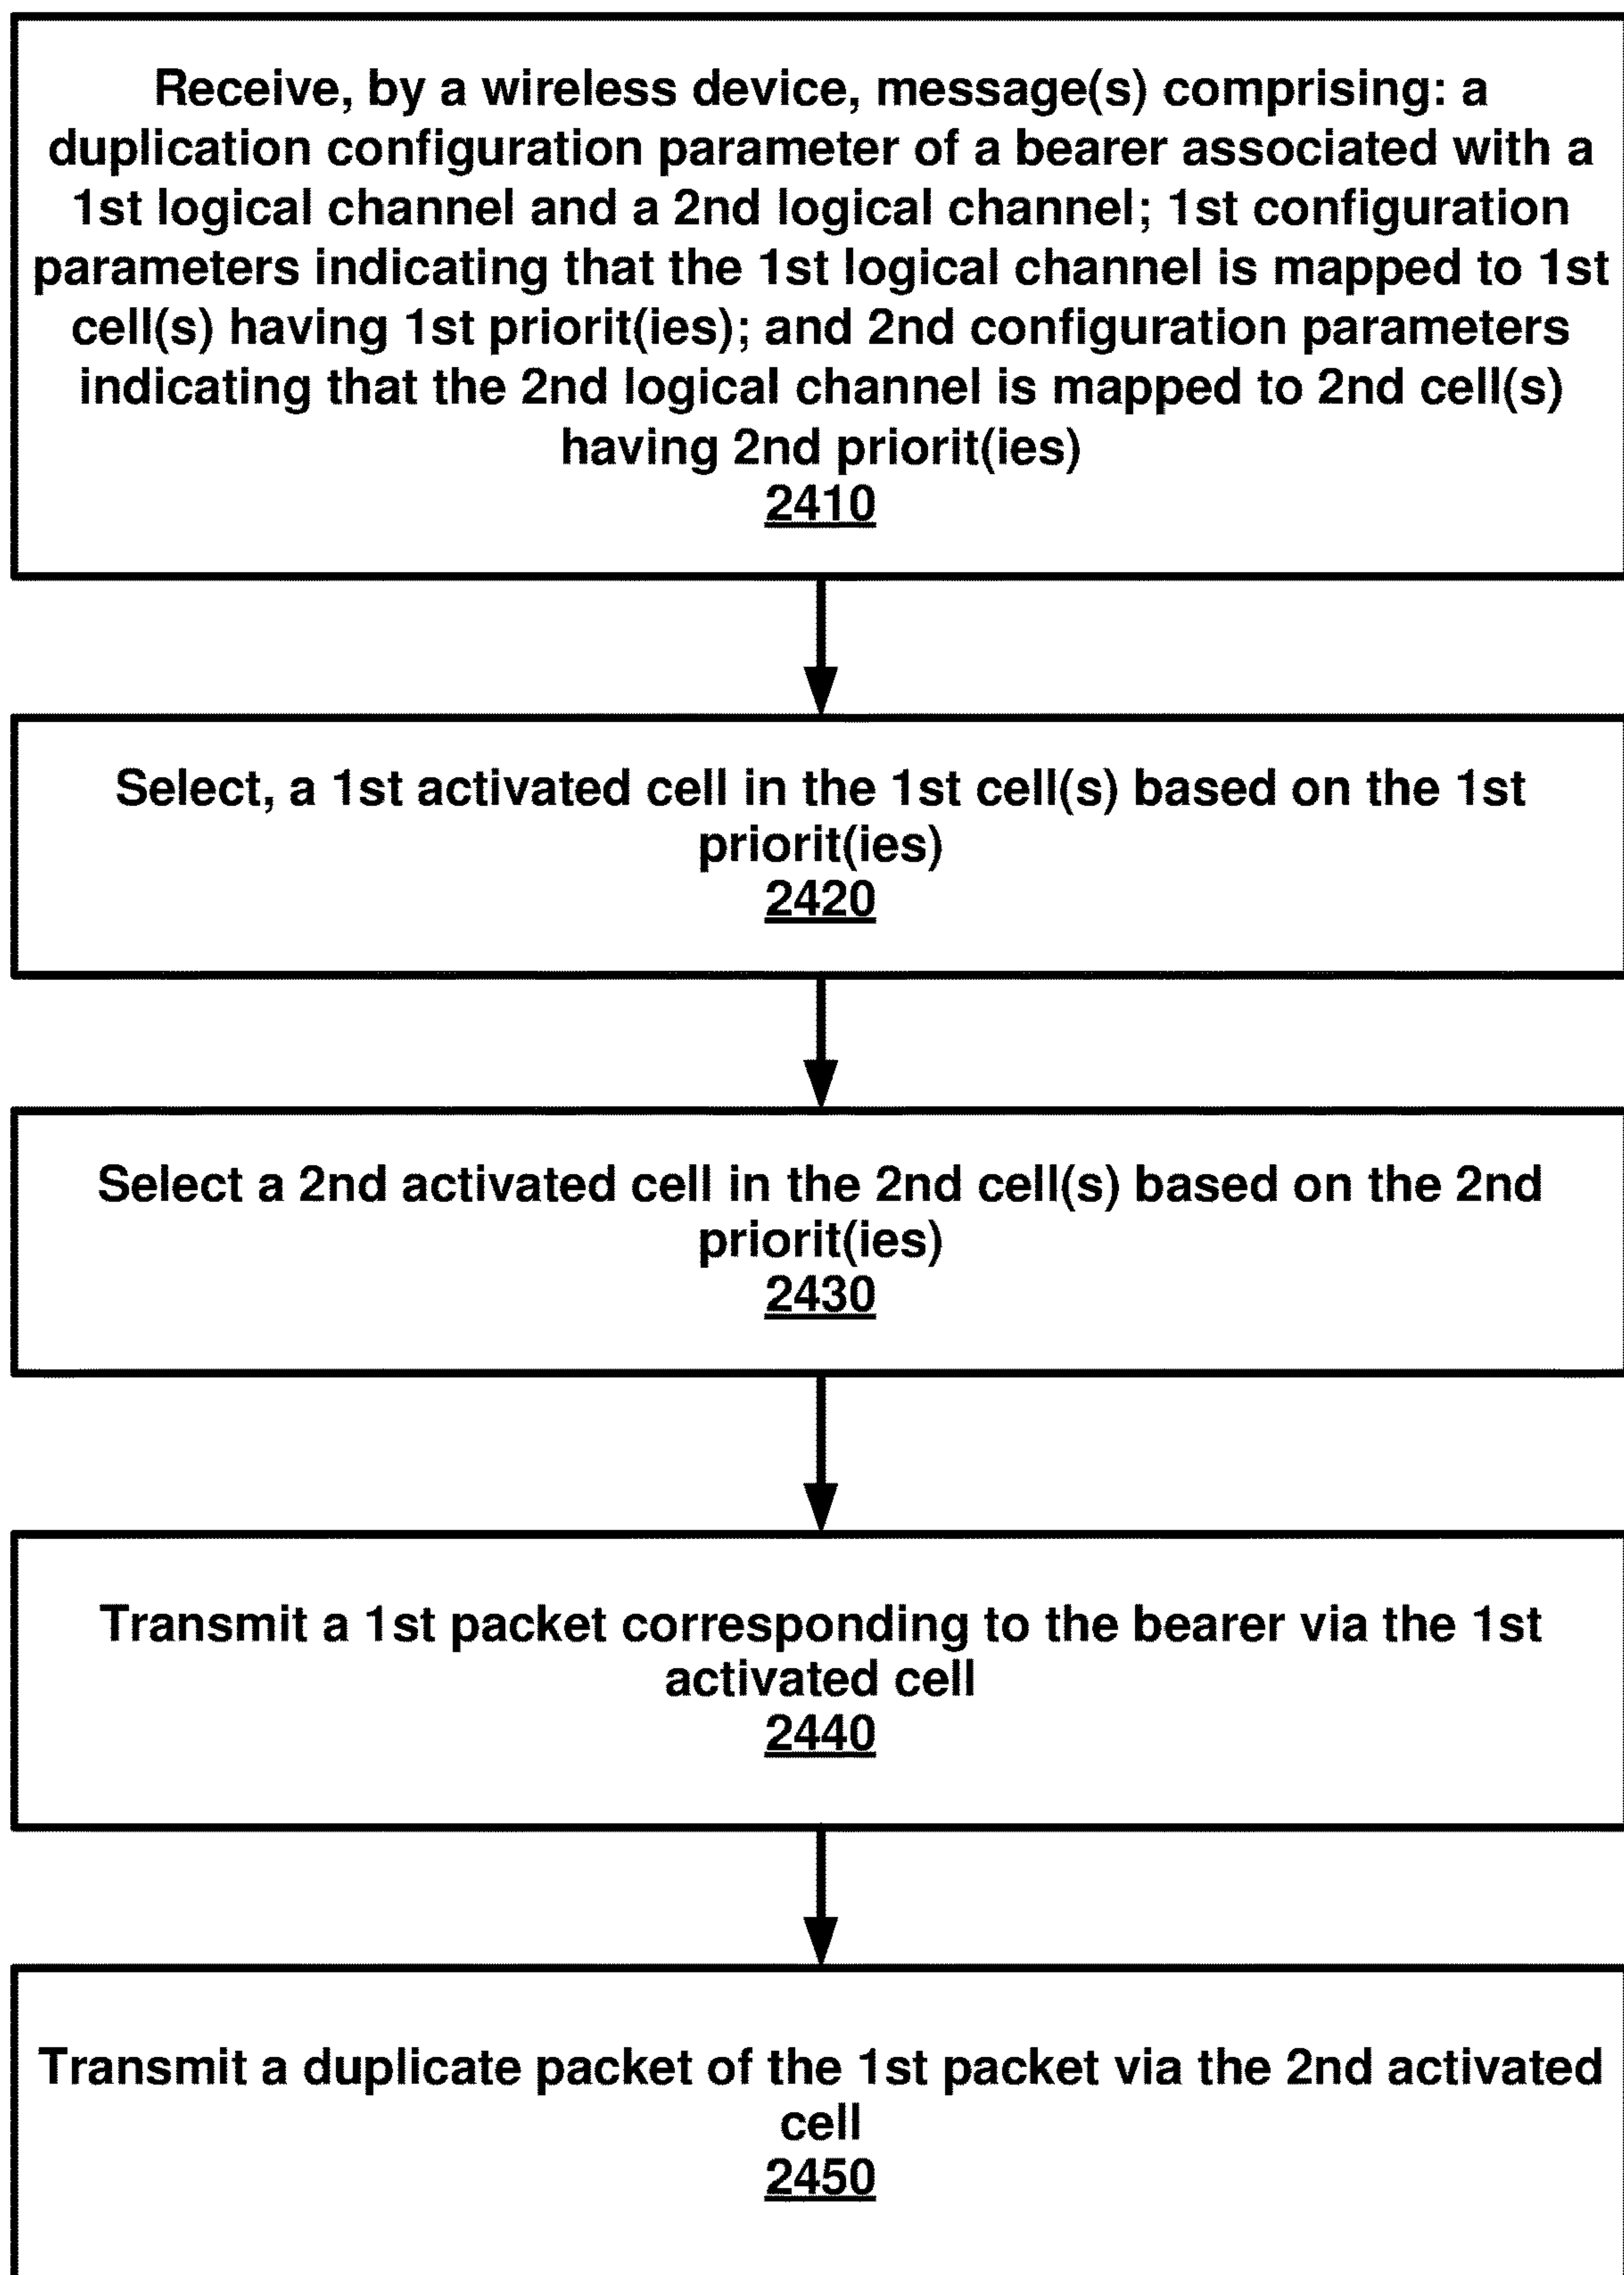 Receive, by a wireless device, message(s) comprising: a
duplication configuration parameter of a bearer associated with a
1st logical channel and a 2nd logical channel; 1st configuration
parameters indicating that the 1st logical channel is mapped to 1st
cell(s) having 1st priorit(ies); and 2nd configuration parameters
indicating that the 2nd logical channel is mapped to 2nd cell(s)
having 2nd priorit(ies)
2410
Select, a 1st activated cell in the 1st cell(s) based on the 1st
priorit(ies)
2420
Select a 2nd activated cell in the 2nd cell(s) based on the 2nd
priorit(ies)
2430
Transmit a 1st packet corresponding to the bearer via the 1st
activated cell
2440
Transmit a duplicate packet of the 1st packet via the 2nd activated
cell
2450